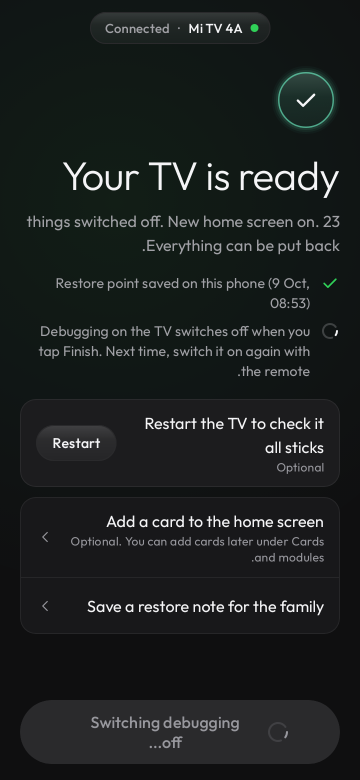 Connected · Mi TV 4A
Your TV is ready
things switched off. New home screen on. 23
.Everything can be put back
Restore point saved on this phone (9 Oct,
08:53)
Debugging on the TV switches off when you
tap Finish. Next time, switch it on again with
.the remote
Restart the TV to check it
all sticks
Optional
Restart
Add a card to the home screen
Optional. You can add cards later under Cards
.and modules
Save a restore note for the family
Switching debugging
...off